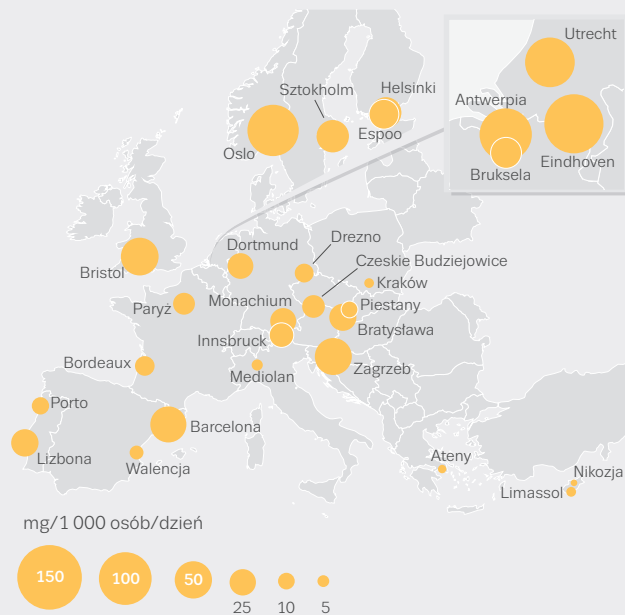 Utrecht
Sztokholm
Helsinki
Antwerpia
Espoo
Oslo
Eindhoven
Bruksela
Drezno
Dortmund
Czeskie Budziejowice
Bristol
Kraków
Monachium
Piestany
Paryż
Bratysława
Innsbruck
Bordeaux
Zagrzeb
Mediolan
Porto
Barcelona
Lizbona
Walencja
Ateny
Nikozja
Limassol
mg/1 000 osób/dzień
150 100 50
25 10 5